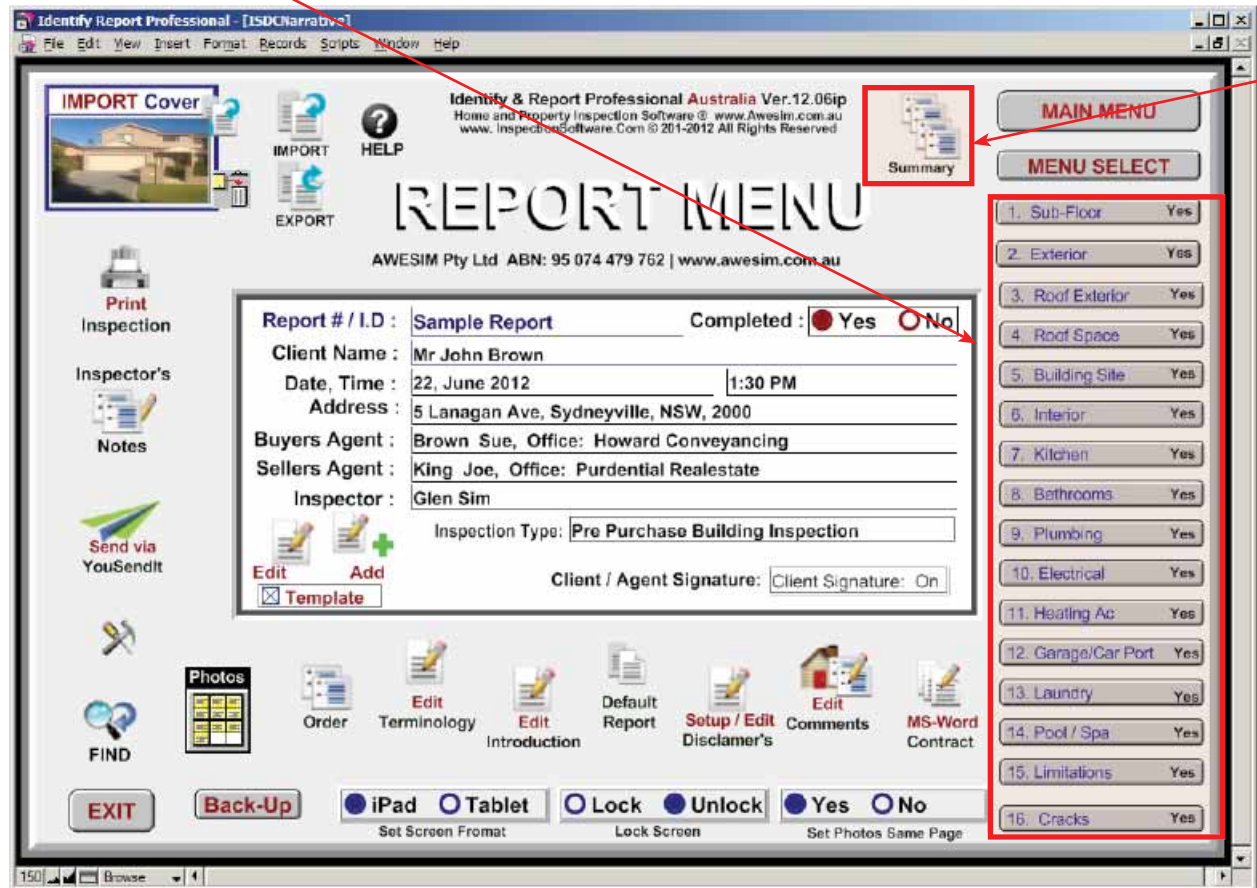 Identify Report Professional - [ISDCNarrative]
File Edit View Insert Format Records Scripts Window Help
IMPORT Cover
IMPORT
HELP
EXPORT
Identify & Report Professional Australia Ver.12.06ip
Home and Property Inspection Software ® www.Awesim.com.au
www. InspectionSoftware.Com © 201-2012 All Rights Reserved
Summary
MAIN MENU
MENU SELECT
REPORT MENU
AWESIM Pty Ltd ABN: 95 074 479 762 | www.awesim.com.au
Print
Inspection
Inspector's
Notes
Send via
YouSendIt
FIND
Report # / I.D : Sample Report Completed : Yes No
Client Name : Mr John Brown
Date, Time : 22, June 2012 1:30 PM
Address : 5 Lanagan Ave, Sydneyville, NSW, 2000
Buyers Agent : Brown Sue, Office: Howard Conveyancing
Sellers Agent : King Joe, Office: Purdential Realestate
Inspector : Glen Sim
Inspection Type: Pre Purchase Building Inspection
Edit Add
Client / Agent Signature: Client Signature: On
Template
1. Sub-Floor Yes
2. Exterior Yes
3. Roof Exterior Yes
4. Roof Space Yes
5. Building Site Yes
6. Interior Yes
7. Kitchen Yes
8. Bathrooms Yes
9. Plumbing Yes
10. Electrical Yes
11. Heating Ac Yes
12. Garage/Car Port Yes
13. Laundry Yes
14. Pool / Spa Yes
15. Limitations Yes
16. Cracks Yes
Photos
Order
Edit
Terminology
Edit
Introduction
Default
Report
Setup / Edit
Disclamer's
Edit
Comments
MS-Word
Contract
EXIT
Back-Up
iPad Tablet
Set Screen Fromat
Lock Unlock
Lock Screen
Yes No
Set Photos Same Page
150 Browse